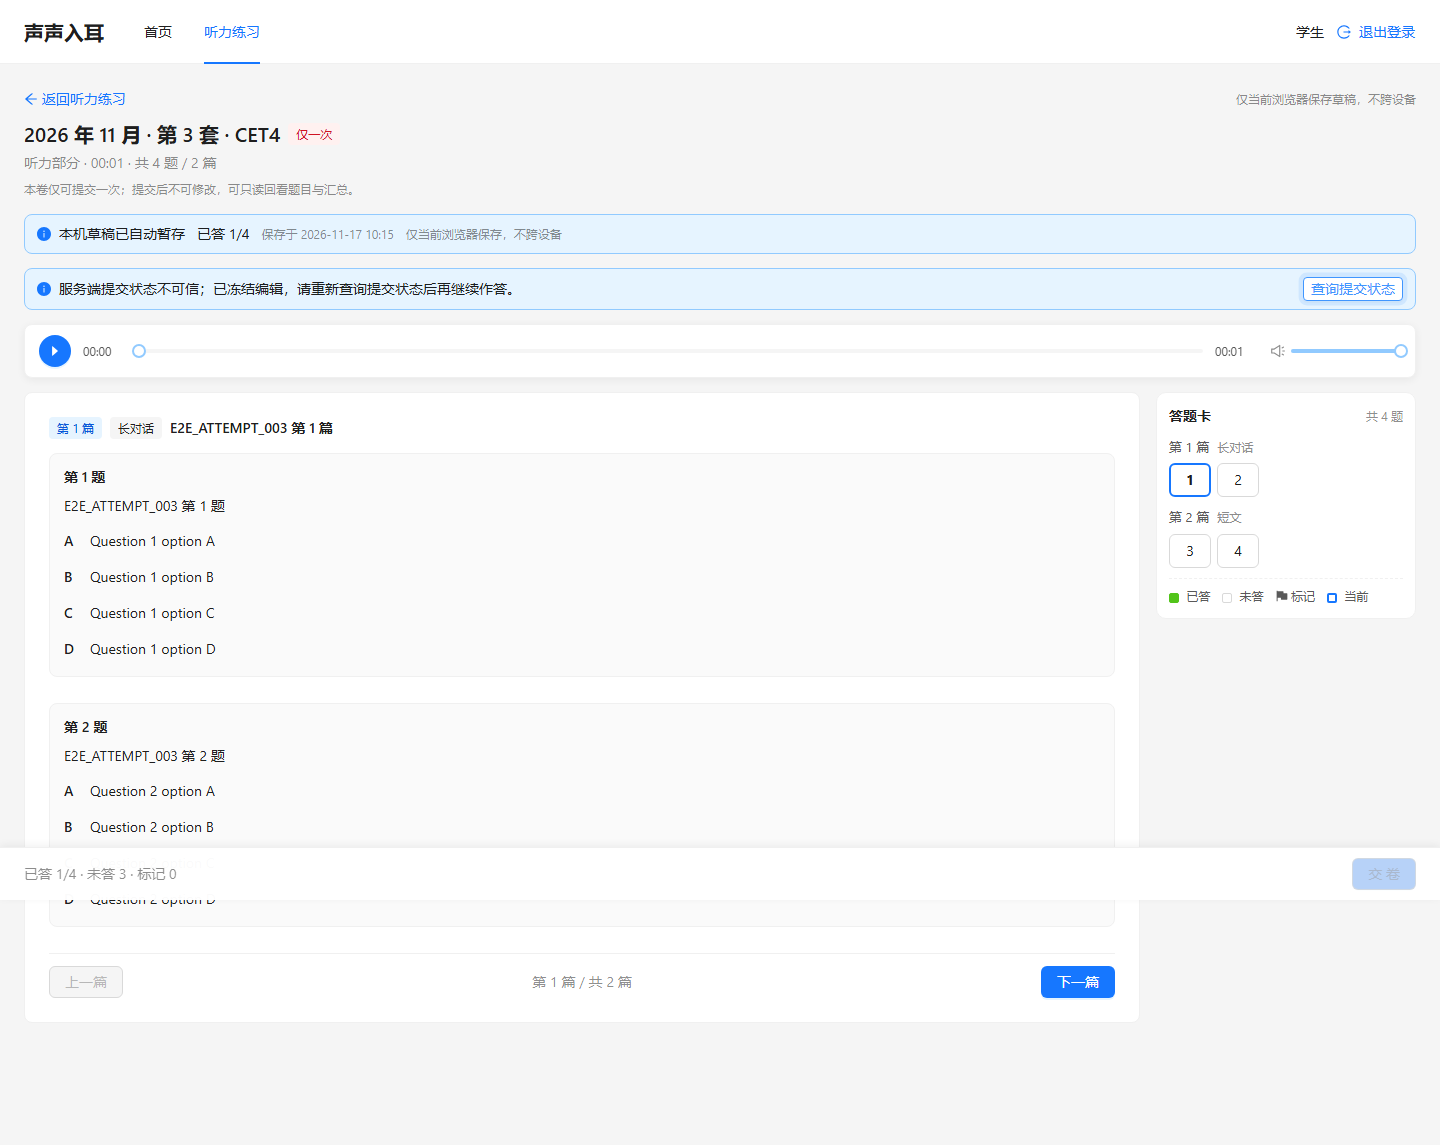 声声入耳 首页 听力练习 学生 退出登录
返回听力练习 仅当前浏览器保存草稿，不跨设备
2026 年 11 月 · 第 3 套 · CET4 仅一次
听力部分 · 00:01 · 共 4 题 / 2 篇
本卷仅可提交一次；提交后不可修改，可只读回看题目与汇总。
本机草稿已自动暂存 已答 1/4 保存于 2026-11-17 10:15 仅当前浏览器保存，不跨设备
服务端提交状态不可信；已冻结编辑，请重新查询提交状态后再继续作答。 查询提交状态
00:00 00:01
第 1 篇 长对话 E2E_ATTEMPT_003 第 1 篇
第 1 题
E2E_ATTEMPT_003 第 1 题
A Question 1 option A
B Question 1 option B
C Question 1 option C
D Question 1 option D
第 2 题
E2E_ATTEMPT_003 第 2 题
A Question 2 option A
B Question 2 option B
D Question 2 option D
上一篇 第 1 篇 / 共 2 篇 下一篇
答题卡 共 4 题
第 1 篇 长对话
1 2
第 2 篇 短文
3 4
已答 未答 标记 当前
已答 1/4 · 未答 3 · 标记 0 交 卷